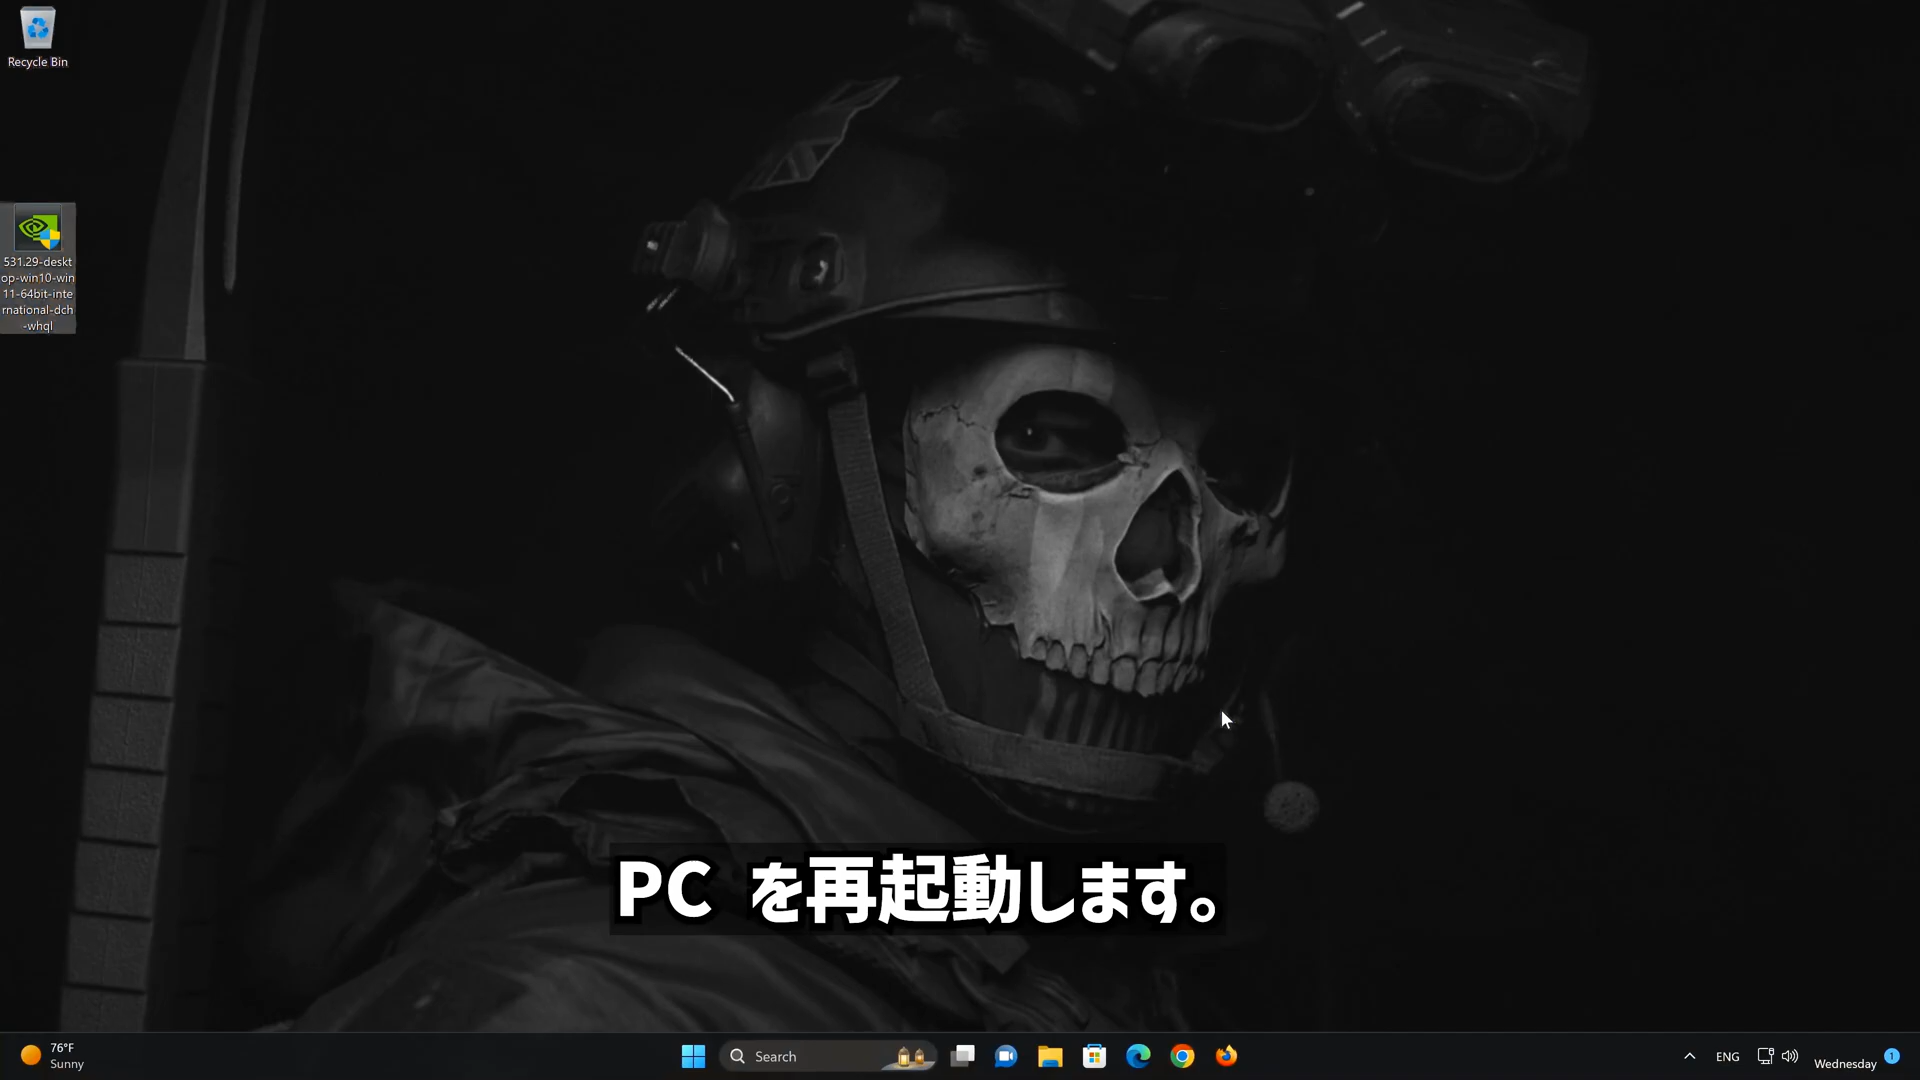 Recycle Bin
531.29-deskt
op-win10-win
11-64bit-inte
rnational-dch
-whql
PC を再起動します。
76°F
Sunny
Search
ENG
Wednesday
1